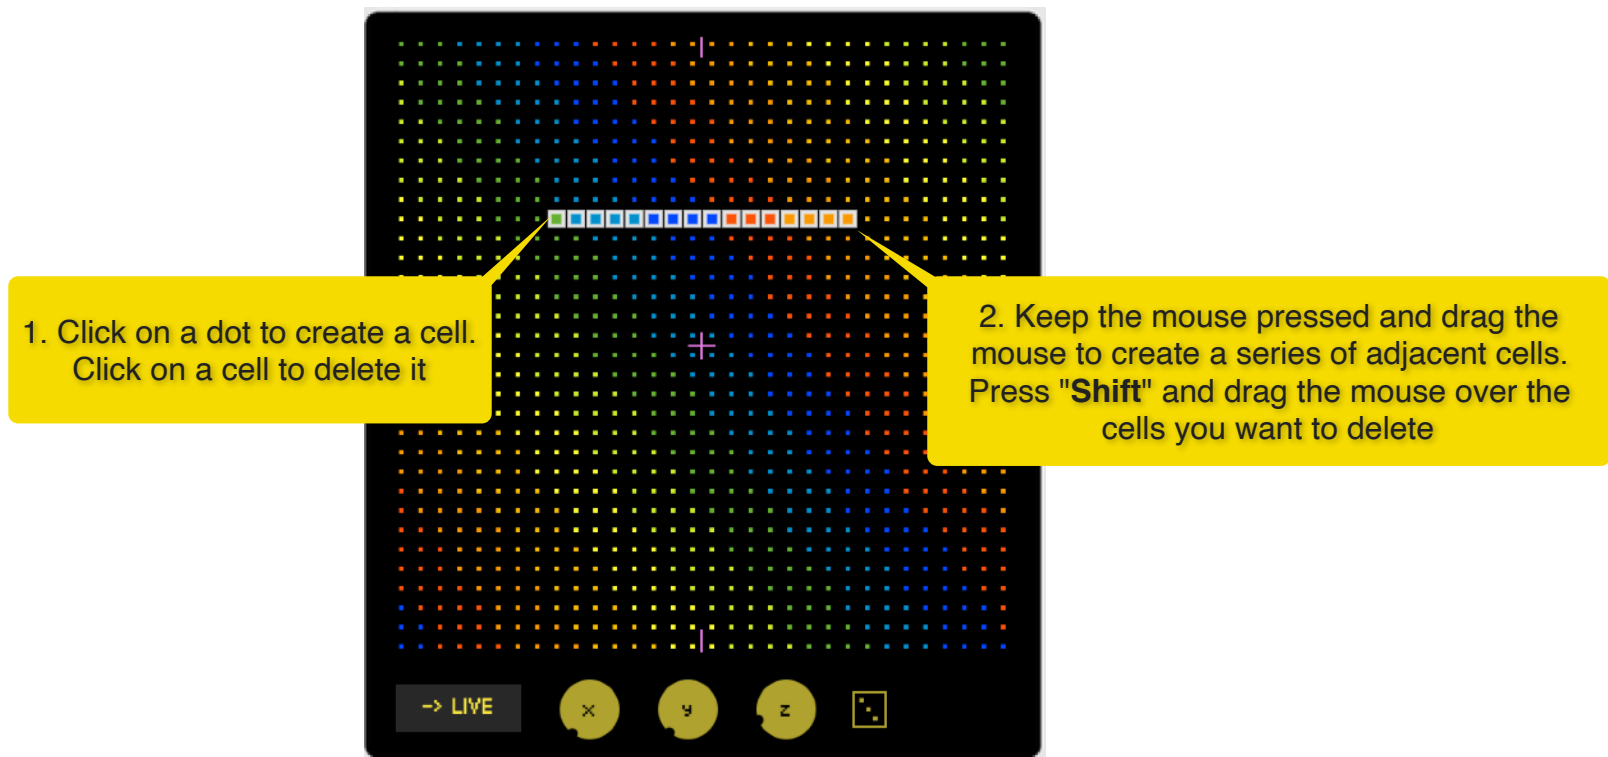 1. Click on a dot to create a cell.
Click on a cell to delete it
2. Keep the mouse pressed and drag the
mouse to create a series of adjacent cells.
Press "Shift" and drag the mouse over the
cells you want to delete
-> LIVE
x
y
z